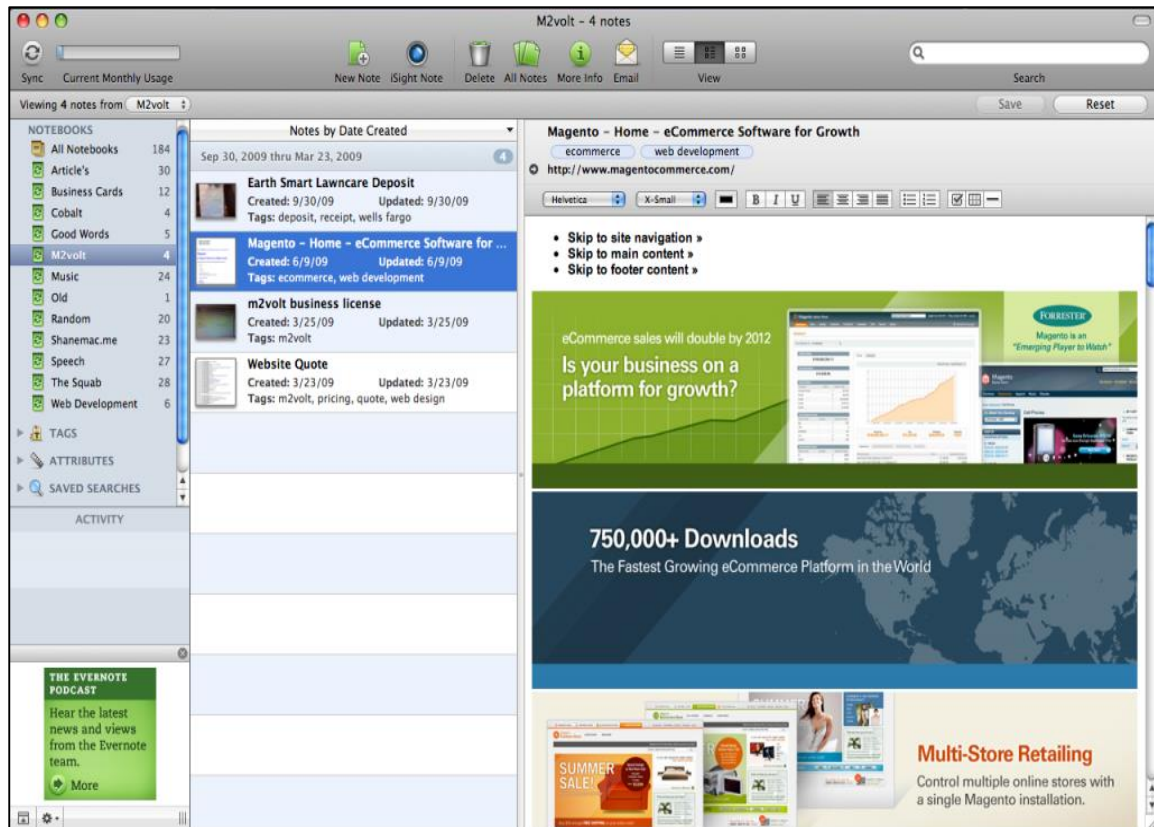 M2volt – 4 notes
Sync
Current Monthly Usage
New Note
iSight Note
Delete
All Notes
More Info
Email
View
Search
Viewing 4 notes from M2volt
Save
Reset
NOTEBOOKS
All Notebooks 184
Article's 30
Business Cards 12
Cobalt 4
Good Words 5
M2volt 4
Music 24
Old 1
Random 20
Shanemac.me 23
Speech 27
The Squab 28
Web Development 6
TAGS
ATTRIBUTES
SAVED SEARCHES
ACTIVITY
THE EVERNOTE
PODCAST
Hear the latest
news and views
from the Evernote
team.
More
Notes by Date Created
Sep 30, 2009 thru Mar 23, 2009 4
Earth Smart Lawncare Deposit
Created: 9/30/09 Updated: 9/30/09
Tags: deposit, receipt, wells fargo
Magento – Home – eCommerce Software for ...
Created: 6/9/09 Updated: 6/9/09
Tags: ecommerce, web development
m2volt business license
Created: 3/25/09 Updated: 3/25/09
Tags: m2volt
Website Quote
Created: 3/23/09 Updated: 3/23/09
Tags: m2volt, pricing, quote, web design
Magento – Home – eCommerce Software for Growth
ecommerce web development
http://www.magentocommerce.com/
Helvetica X-Small B I U
• Skip to site navigation »
• Skip to main content »
• Skip to footer content »
eCommerce sales will double by 2012
Is your business on a
platform for growth?
FORRESTER
Magento is an
"Emerging Player to Watch"
Magento
750,000+ Downloads
The Fastest Growing eCommerce Platform in the World
SUMMER
SALE!
Multi-Store Retailing
Control multiple online stores with
a single Magento installation.